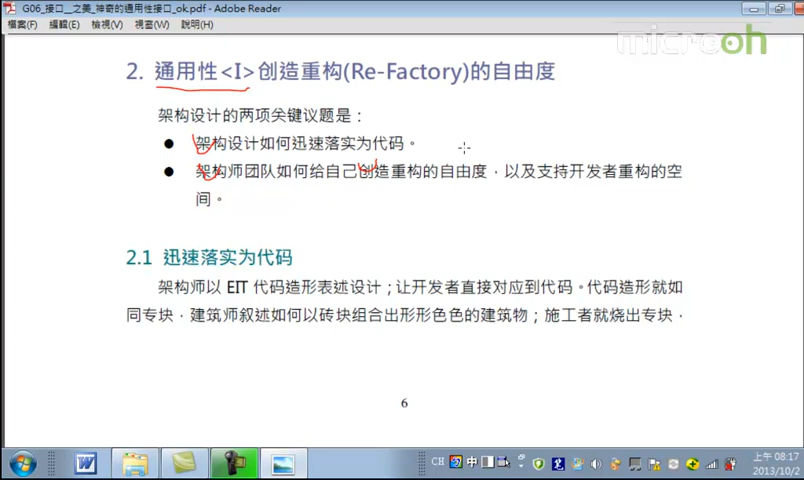 G06_接口__之美_神奇的通用性接口_ok.pdf - Adobe Reader
microoh
檔案(F) 編輯(E) 檢視(V) 視窗(W) 說明(H)
2. 通用性<I>创造重构(Re-Factory)的自由度
架构设计的两项关键议题是：
● 架构设计如何迅速落实为代码。
● 架构师团队如何给自己创造重构的自由度，以及支持开发者重构的空
间。
2.1 迅速落实为代码
架构师以 EIT 代码造形表述设计；让开发者直接对应到代码。代码造形就如
同专块，建筑师叙述如何以砖块组合出形形色色的建筑物；施工者就烧出专块，
6
CH 中
上午 08:17
2013/10/2